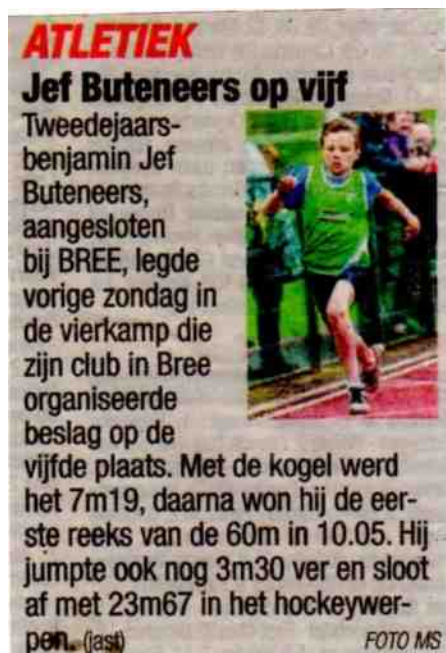 ATLETIEK
Jef Buteneers op vijf
Tweedejaars-
benjamin Jef
Buteneers,
aangesloten
bij BREE, legde
vorige zondag in
de vierkamp die
zijn club in Bree
organiseerde
beslag op de
vijfde plaats. Met de kogel werd
het 7m19, daarna won hij de eer-
ste reeks van de 60m in 10.05. Hij
jumpte ook nog 3m30 ver en sloot
af met 23m67 in het hockeywer-
pen. (jast) FOTO MS